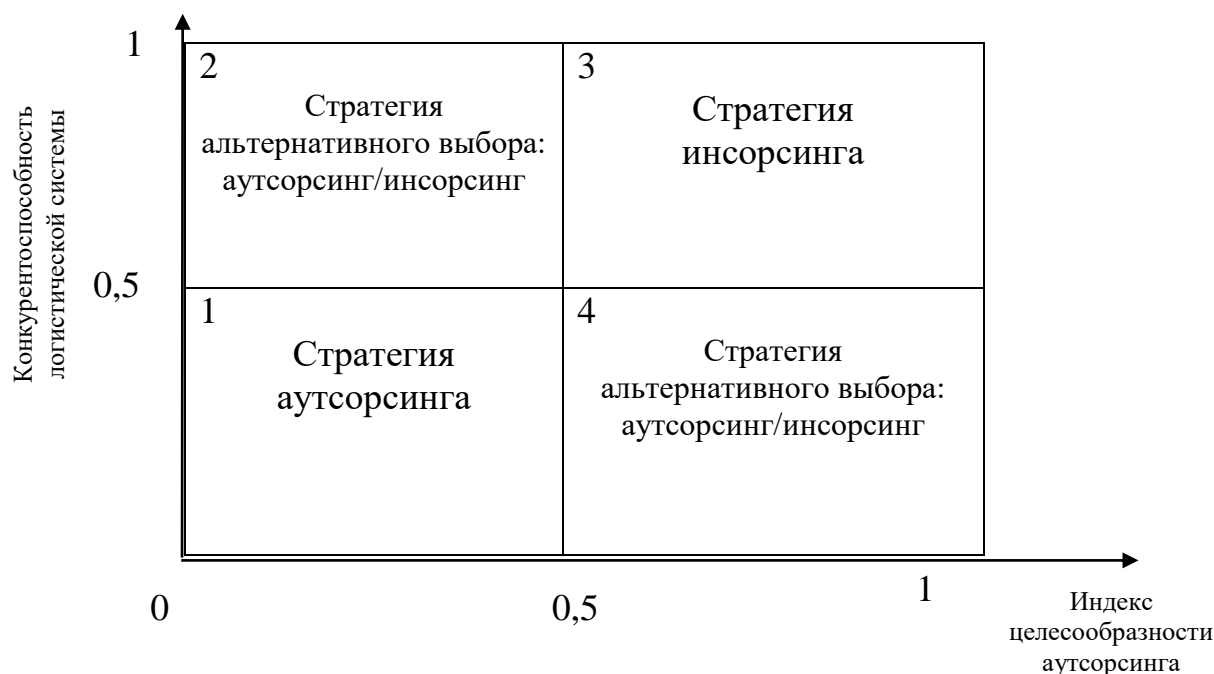 1
Конкурентоспособность
логистической системы
2
Стратегия
альтернативного выбора:
аутсорсинг/инсорсинг
3
Стратегия
инсорсинга
0,5
1
Стратегия
аутсорсинга
4
Стратегия
альтернативного выбора:
аутсорсинг/инсорсинг
0
0,5
1
Индекс
целесообразности
аутсорсинга